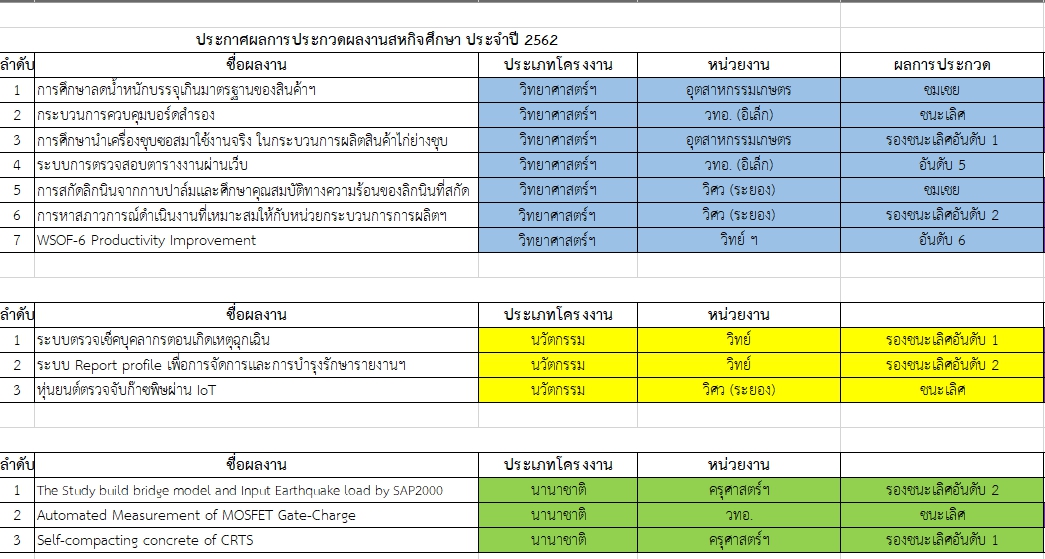 ประกาศผลการประกวดผลงานสหกิจศึกษา ประจำปี 2562
ลำดับ ชื่อผลงาน ประเภทโครงงาน หน่วยงาน ผลการประกวด
1 การศึกษาลดน้ำหนักบรรจุเกินมาตรฐานของสินค้าฯ วิทยาศาสตร์ฯ อุตสาหกรรมเกษตร ชมเชย
2 กระบวนการควบคุมบอร์ดสำรอง วิทยาศาสตร์ฯ วทอ. (อิเล็ก) ชนะเลิศ
3 การศึกษานำเครื่องชุบซอสมาใช้งานจริง ในกระบวนการผลิตสินค้าไก่ย่างชุบ วิทยาศาสตร์ฯ อุตสาหกรรมเกษตร รองชนะเลิศอันดับ 1
4 ระบบการตรวจสอบตารางงานผ่านเว็บ วิทยาศาสตร์ฯ วทอ. (อิเล็ก) อันดับ 5
5 การสกัดลิกนินจากกาบปาล์มและศึกษาคุณสมบัติทางความร้อนของลิกนินที่สกัด วิทยาศาสตร์ฯ วิศว (ระยอง) ชมเชย
6 การหาสภาวการณ์ดำเนินงานที่เหมาะสมให้กับหน่วยกระบวนการการผลิตฯ วิทยาศาสตร์ฯ วิศว (ระยอง) รองชนะเลิศอันดับ 2
7 WSOF-6 Productivity Improvement วิทยาศาสตร์ฯ วิทย์ ฯ อันดับ 6
ลำดับ ชื่อผลงาน ประเภทโครงงาน หน่วยงาน
1 ระบบตรวจเช็คบุคลากรตอนเกิดเหตุฉุกเฉิน นวัตกรรม วิทย์ รองชนะเลิศอันดับ 1
2 ระบบ Report profile เพื่อการจัดการและการบำรุงรักษารายงานฯ นวัตกรรม วิทย์ รองชนะเลิศอันดับ 2
3 หุ่นยนต์ตรวจจับก๊าซพิษผ่าน IoT นวัตกรรม วิศว (ระยอง) ชนะเลิศ
ลำดับ ชื่อผลงาน ประเภทโครงงาน หน่วยงาน
1 The Study build bridge model and Input Earthquake load by SAP2000 นานาชาติ ครุศาสตร์ฯ รองชนะเลิศอันดับ 2
2 Automated Measurement of MOSFET Gate-Charge นานาชาติ วทอ. ชนะเลิศ
3 Self-compacting concrete of CRTS นานาชาติ ครุศาสตร์ฯ รองชนะเลิศอันดับ 1